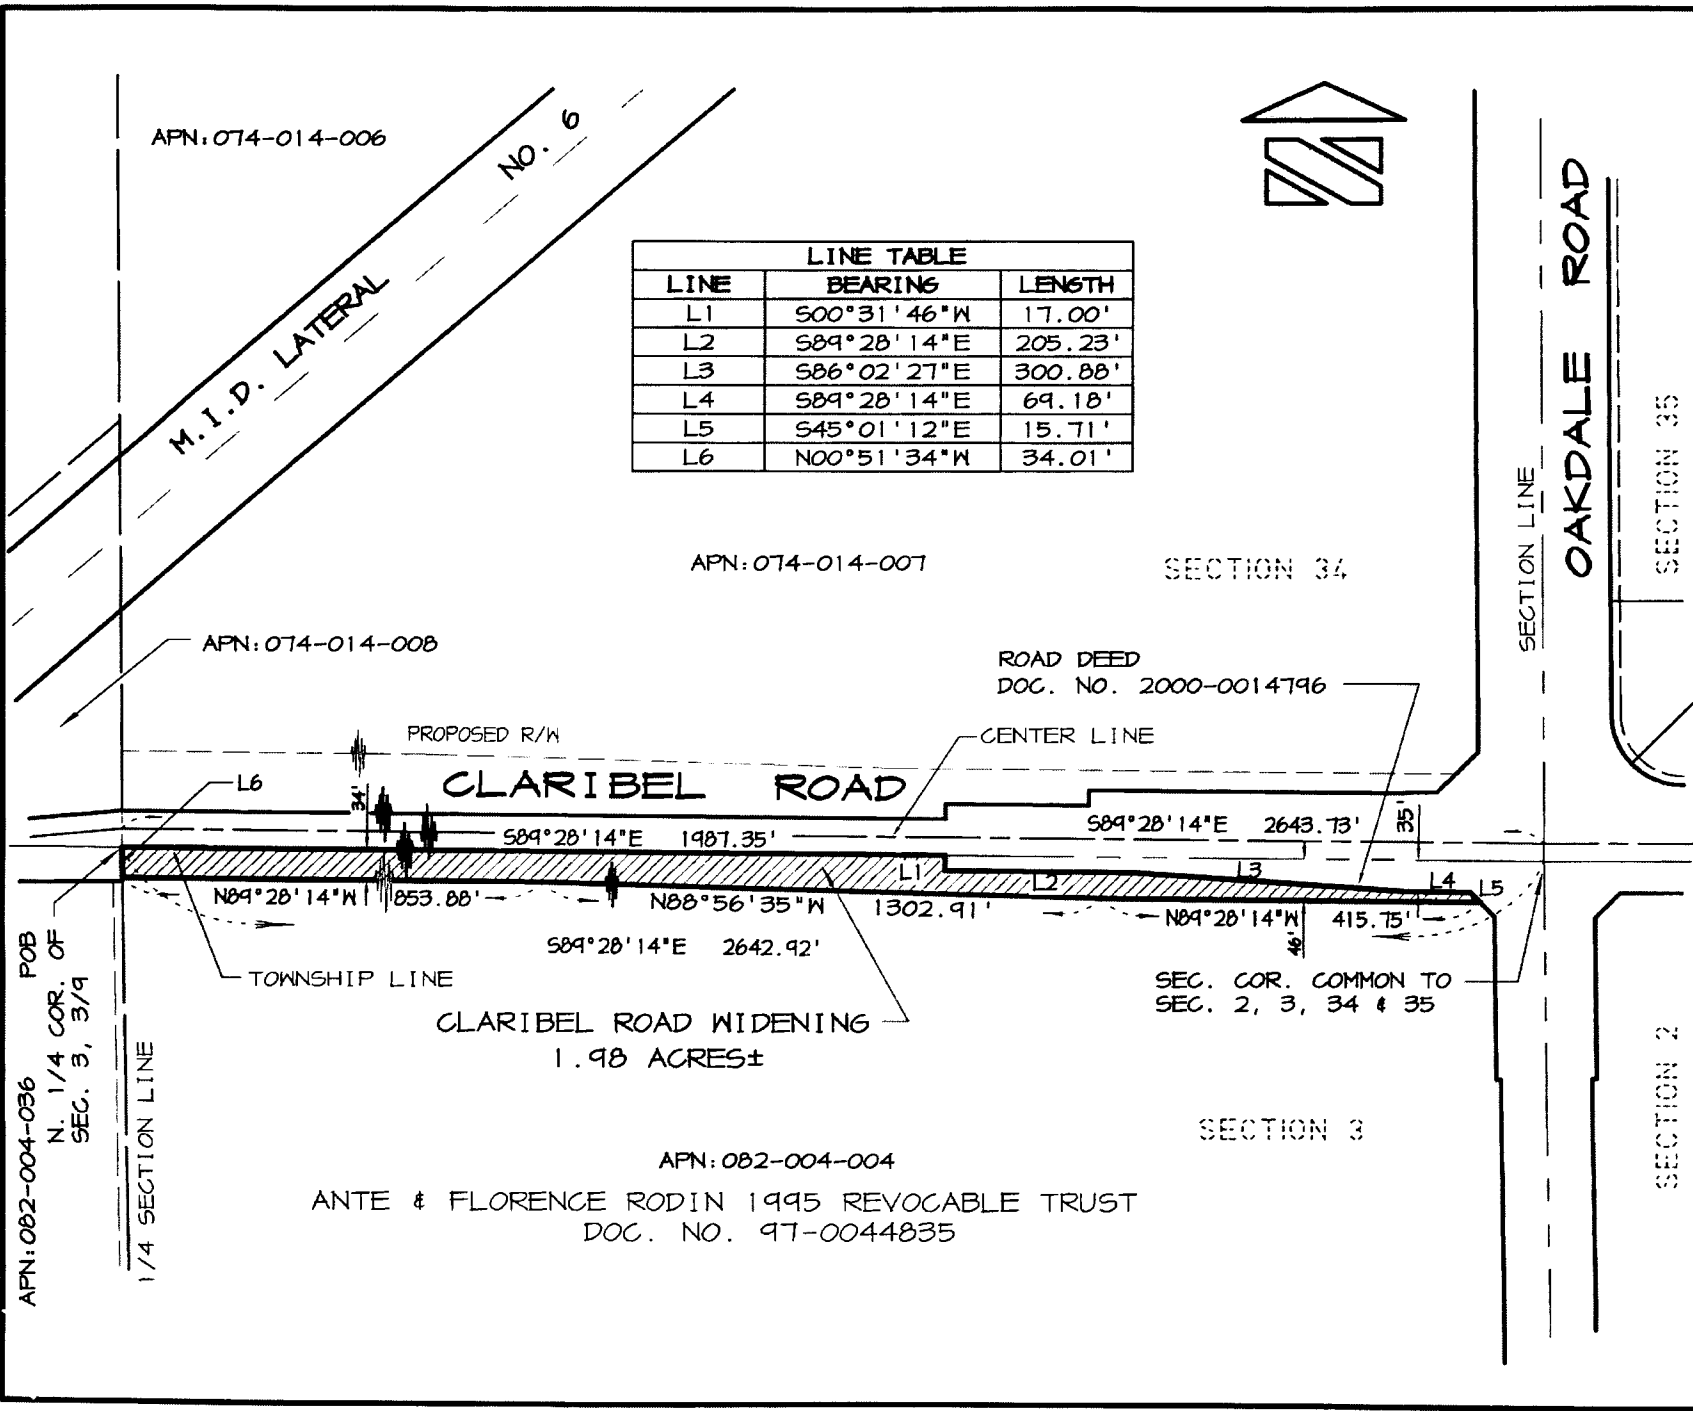 APN:074-014-006
NO. 6
M.I.D. LATERAL
OAKDALE ROAD
LINE TABLE
LINE BEARING LENGTH
L1 S00°31'46"W 17.00'
L2 S89°28'14"E 205.23'
L3 S86°02'27"E 300.88'
L4 S89°28'14"E 69.18'
L5 S45°01'12"E 15.71'
L6 N00°51'34"W 34.01'
SECTION 35
SECTION LINE
APN:074-014-007
SECTION 34
APN:074-014-008
ROAD DEED
DOC. NO. 2000-0014796
PROPOSED R/W
CENTER LINE
L6
34'
CLARIBEL ROAD
S89°28'14"E 1987.35'
S89°28'14"E 2643.73'
35'
L1
L2
L3
L4
L5
N89°28'14"W 853.88'
N88°56'35"W 1302.91'
N89°28'14"W 415.75'
46'
S89°28'14"E 2642.92'
TOWNSHIP LINE
SEC. COR. COMMON TO
SEC. 2, 3, 34 & 35
CLARIBEL ROAD WIDENING
1.98 ACRES±
POB
N. 1/4 COR. OF
SEC. 3, 3/9
APN:082-004-036
1/4 SECTION LINE
SECTION 3
SECTION 2
APN:082-004-004
ANTE & FLORENCE RODIN 1995 REVOCABLE TRUST
DOC. NO. 97-0044835